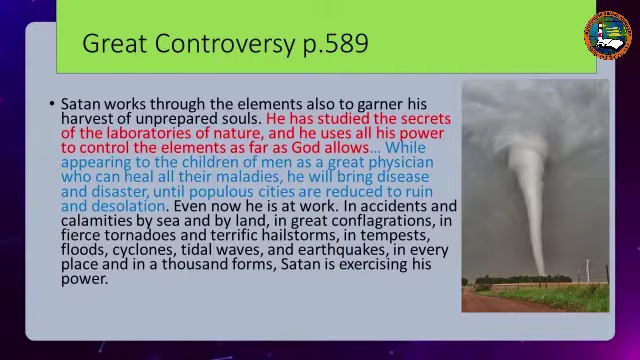 Great Controversy p.589
• Satan works through the elements also to garner his
harvest of unprepared souls. He has studied the secrets
of the laboratories of nature, and he uses all his power
to control the elements as far as God allows… While
appearing to the children of men as a great physician
who can heal all their maladies, he will bring disease
and disaster, until populous cities are reduced to ruin
and desolation. Even now he is at work. In accidents and
calamities by sea and by land, in great conflagrations, in
fierce tornadoes and terrific hailstorms, in tempests,
floods, cyclones, tidal waves, and earthquakes, in every
place and in a thousand forms, Satan is exercising his
power.